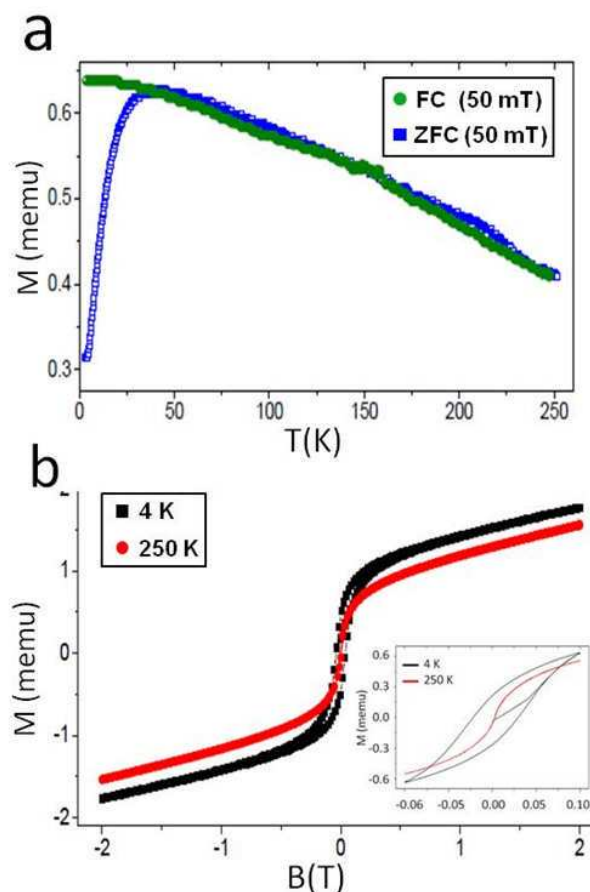 a
FC (50 mT)
ZFC (50 mT)
0.6
0.5
0.4
0.3
M (memu)
0 50 100 150 200 250
T(K)
b
4 K
250 K
2
1
0
-1
-2
M (memu)
-2 -1 0 1 2
B(T)
4 K
250 K
0.6
0.3
0.0
-0.3
-0.6
M (memu)
-0.06 -0.05 0.00 0.05 0.10